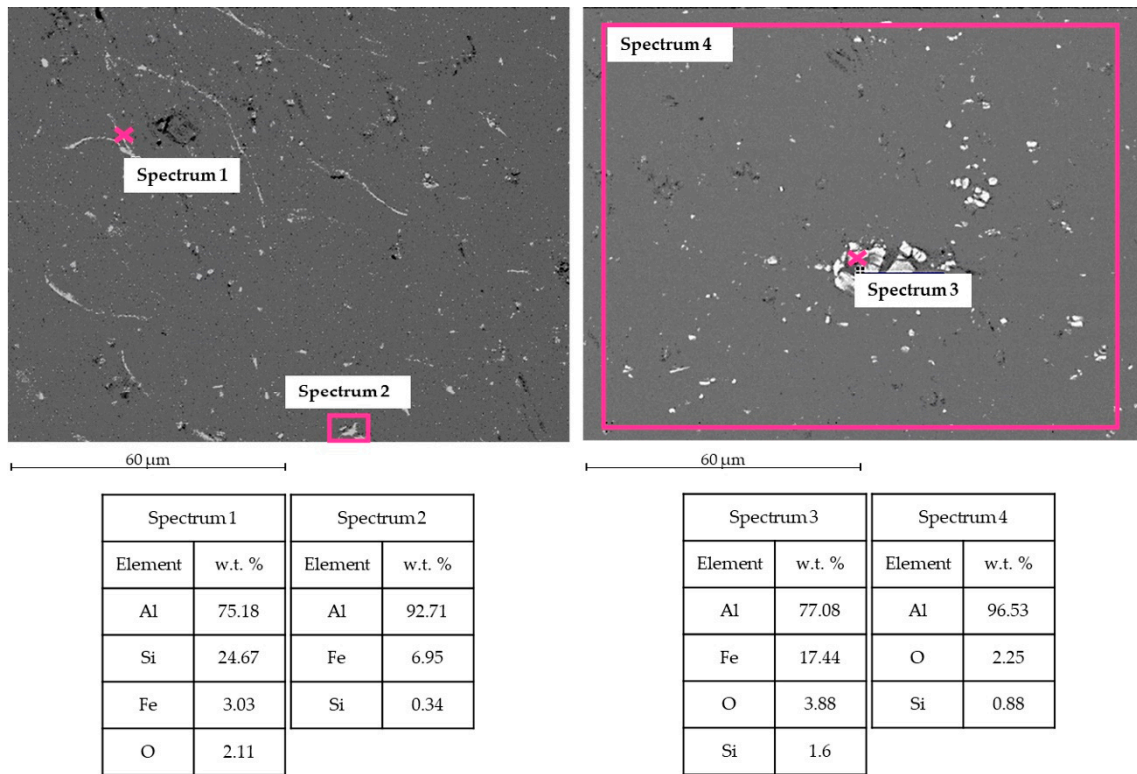 Spectrum 4
Spectrum 1
Spectrum 3
Spectrum 2
60 µm
60 µm
Spectrum 1 Spectrum 2
Element w.t. % Element w.t. %
Al 75.18 Al 92.71
Si 24.67 Fe 6.95
Fe 3.03 Si 0.34
O 2.11
Spectrum 3 Spectrum 4
Element w.t. % Element w.t. %
Al 77.08 Al 96.53
Fe 17.44 O 2.25
O 3.88 Si 0.88
Si 1.6